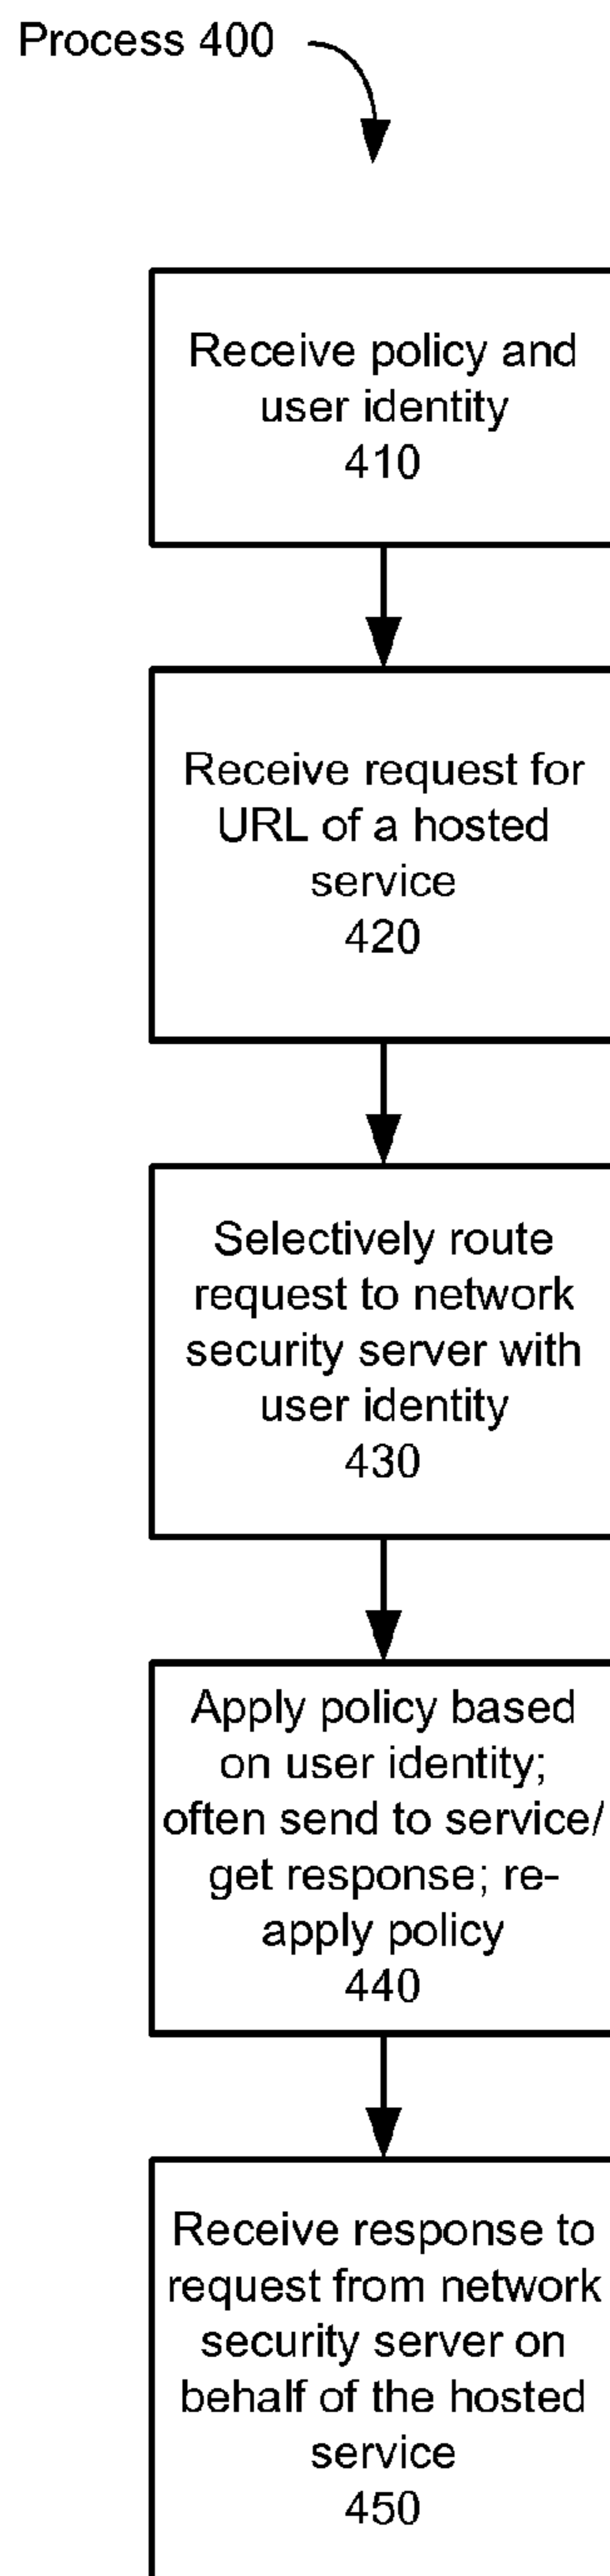 Process 400
Receive policy and
user identity
410
Receive request for
URL of a hosted
service
420
Selectively route
request to network
security server with
user identity
430
Apply policy based
on user identity;
often send to service/
get response; re-
apply policy
440
Receive response to
request from network
security server on
behalf of the hosted
service
450